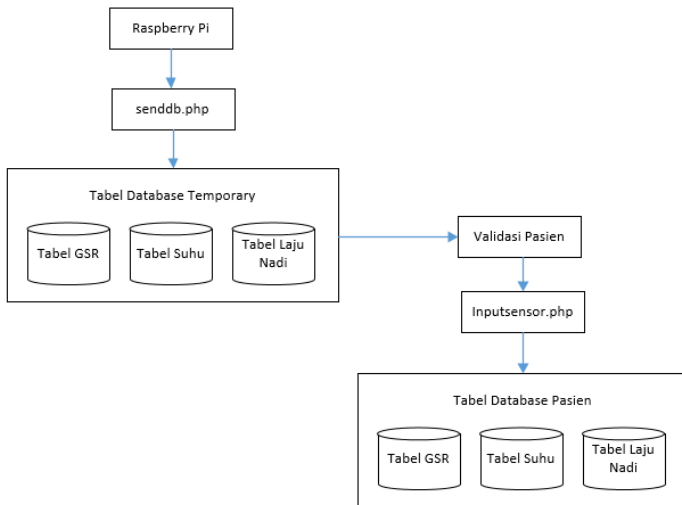 Raspberry Pi
senddb.php
Tabel Database Temporary
Tabel GSR
Tabel Suhu
Tabel Laju
Nadi
Validasi Pasien
Inputsensor.php
Tabel Database Pasien
Tabel GSR
Tabel Suhu
Tabel Laju
Nadi